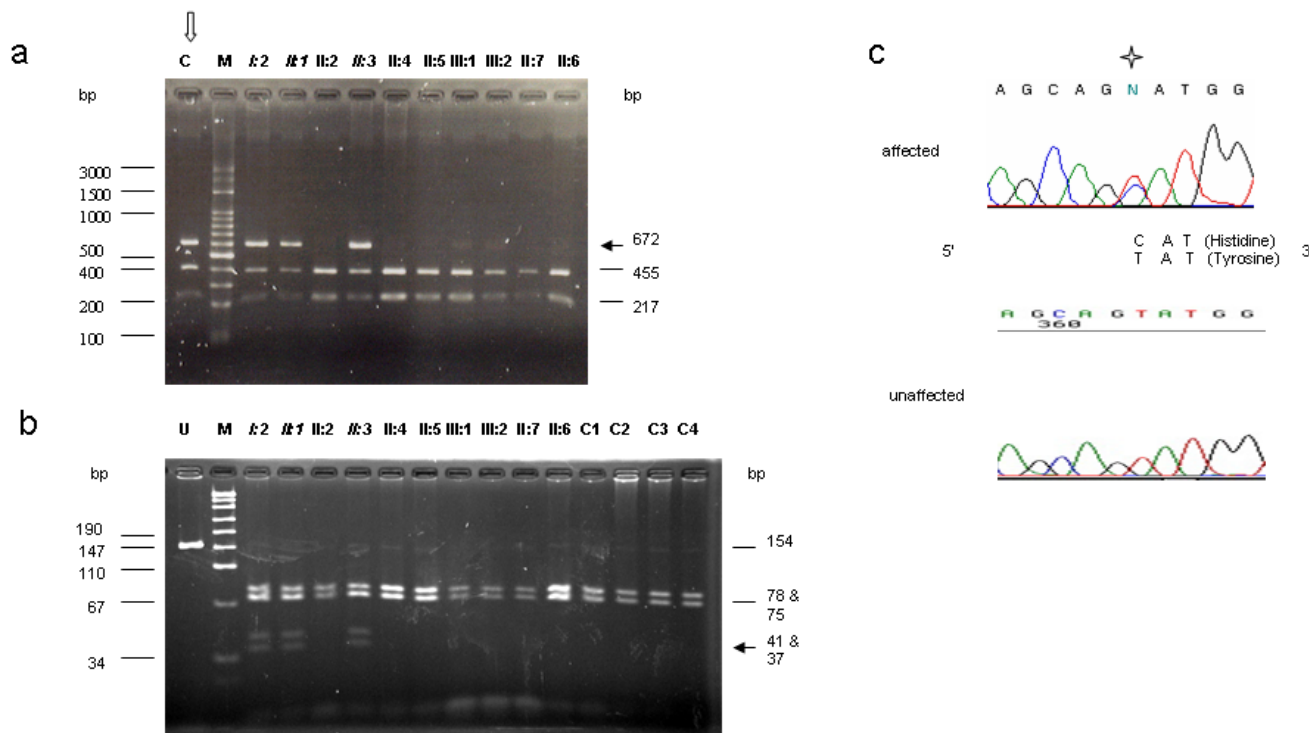 a
C M I:2 II:1 II:2 II:3 II:4 II:5 III:1 III:2 II:7 II:6
bp bp
3000
1500
1000
500
400
200
100
672
455
217
b
U M I:2 II:1 II:2 II:3 II:4 II:5 III:1 III:2 II:7 II:6 C1 C2 C3 C4
bp bp
190
147
110
67
34
154
78 &
75
41 &
37
c
A G C A G N A T G G
affected
C A T (Histidine)
5' 3
T A T (Tyrosine)
A G C A G T A T G G
360
unaffected